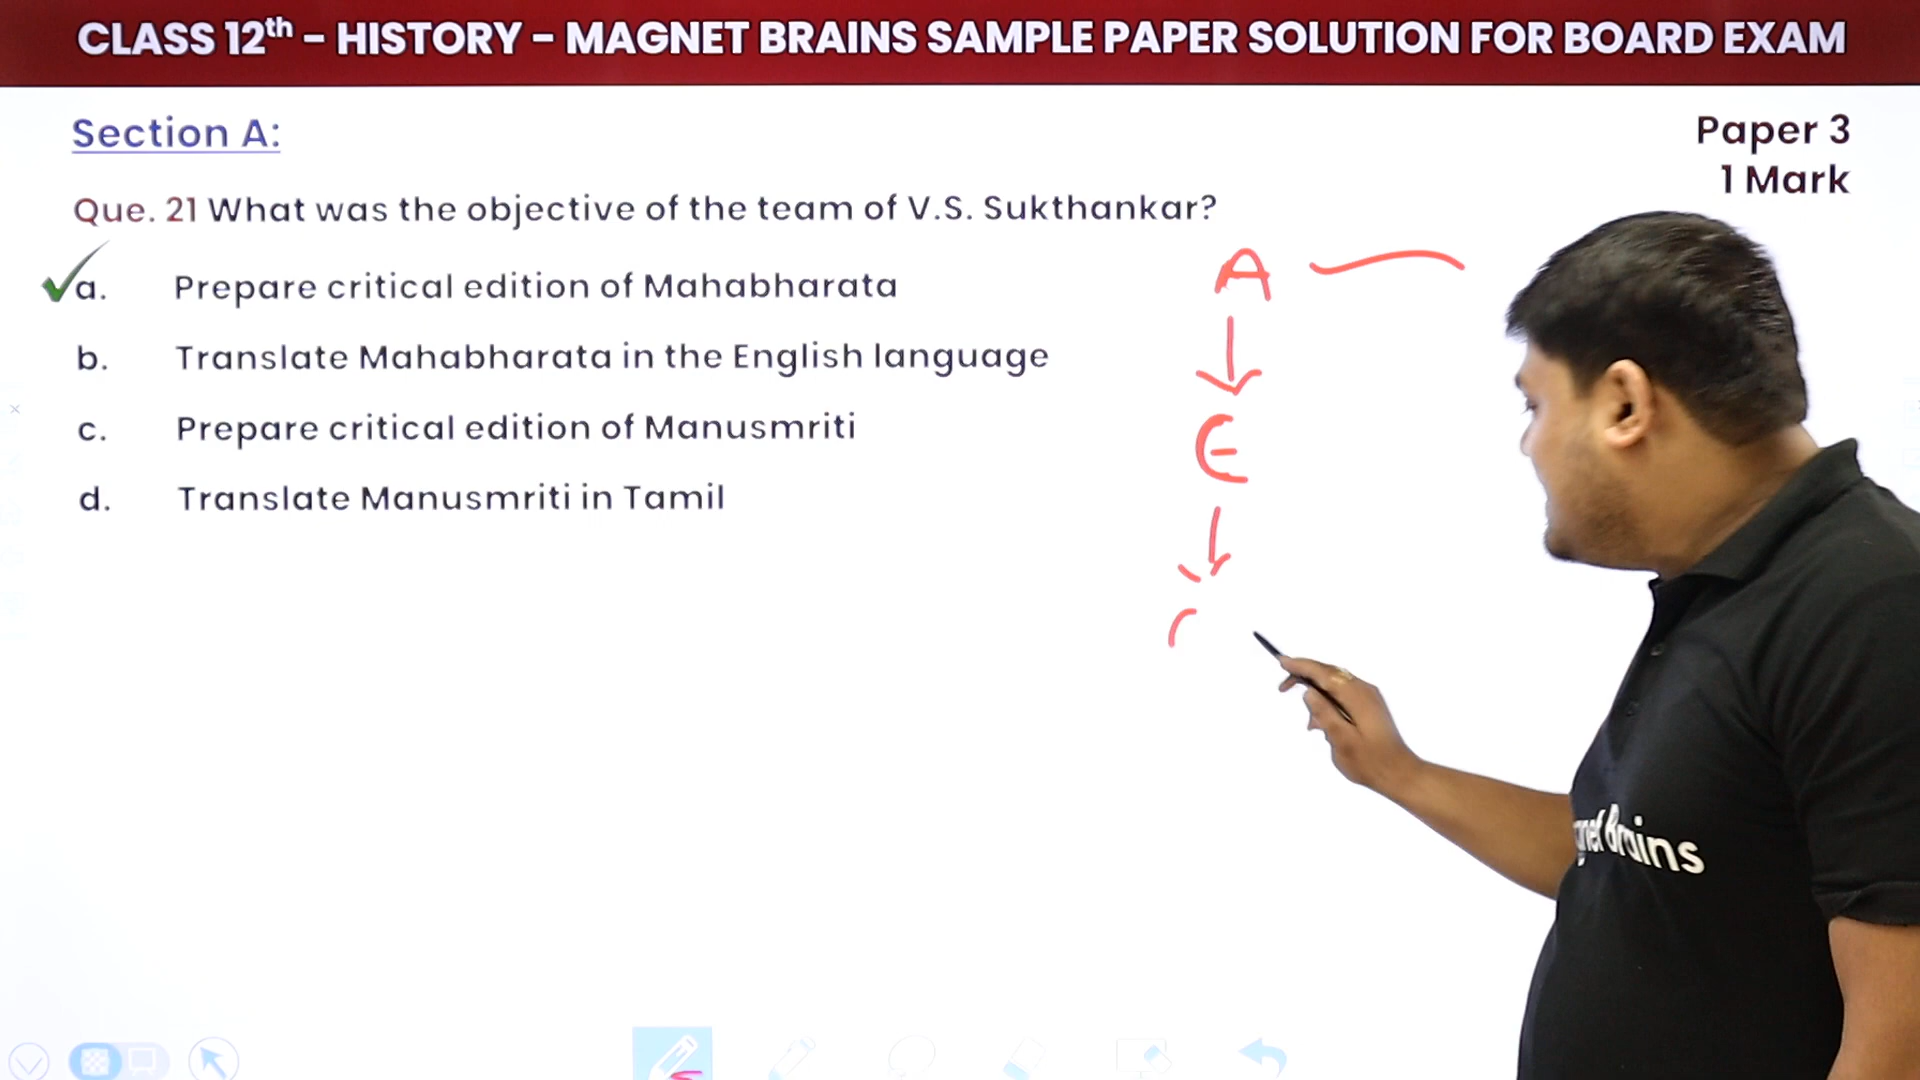 CLASS 12th - HISTORY - MAGNET BRAINS SAMPLE PAPER SOLUTION FOR BOARD EXAM
Section A:
Paper 3
1 Mark
Que. 21 What was the objective of the team of V.S. Sukthankar?
a. Prepare critical edition of Mahabharata
b. Translate Mahabharata in the English language
c. Prepare critical edition of Manusmriti
d. Translate Manusmriti in Tamil
A
E
Brains